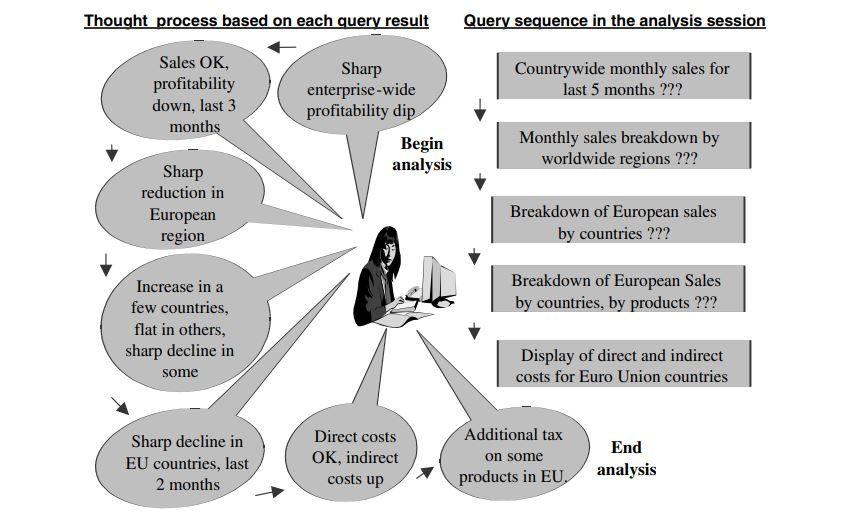 Thought process based on each query result
Query sequence in the analysis session
Sharp
enterprise-wide
profitability dip
Begin
analysis
Sales OK,
profitability
down, last 3
months
Sharp
reduction in
European
region
Increase in a
few countries,
flat in others,
sharp decline in
some
Sharp decline in
EU countries, last
2 months
Direct costs
OK, indirect
costs up
Additional tax
on some
products in EU.
End
analysis
Countrywide monthly sales for
last 5 months ???
Monthly sales breakdown by
worldwide regions ???
Breakdown of European sales
by countries ???
Breakdown of European Sales
by countries, by products ???
Display of direct and indirect
costs for Euro Union countries